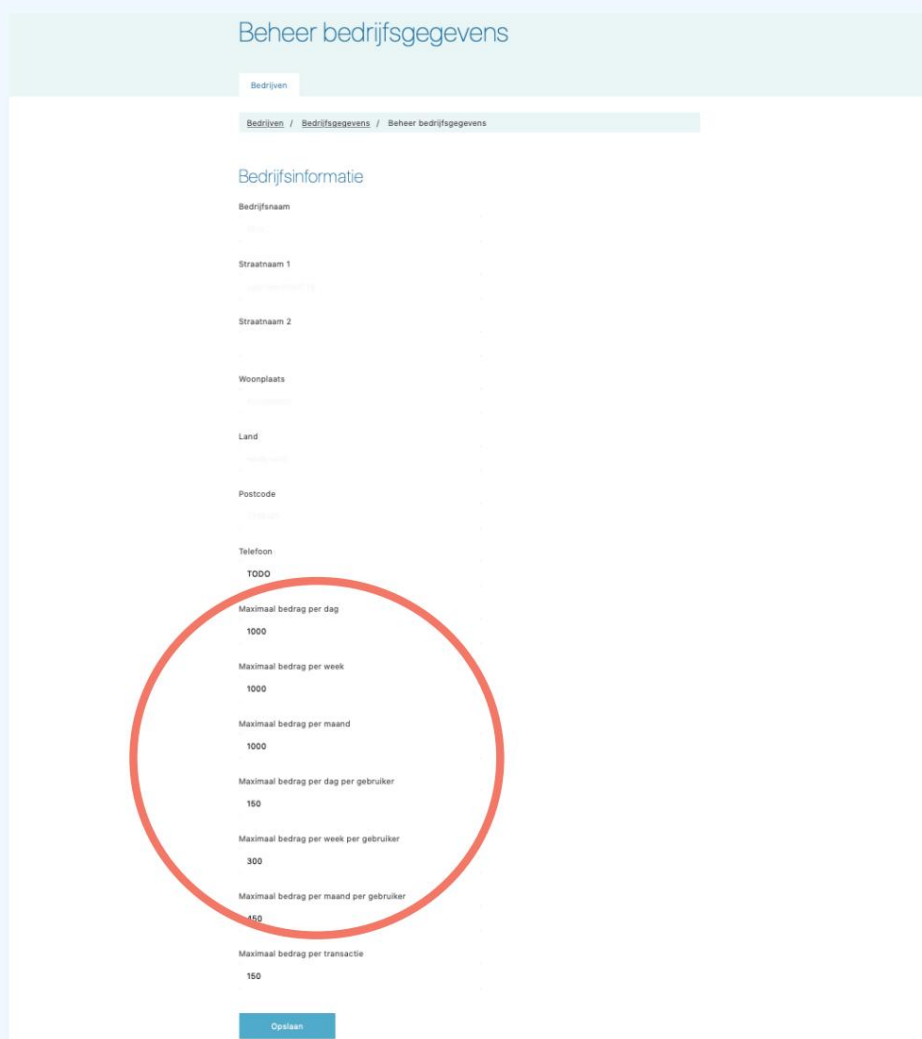 Beheer bedrijfsgegevens
Bedrijven
Bedrijven / Bedrijfsgegevens / Beheer bedrijfsgegevens
Bedrijfsinformatie
Bedrijfsnaam
Straatnaam 1
Straatnaam 2
Woonplaats
Land
Postcode
Telefoon
TODO
Maximaal bedrag per dag
1000
Maximaal bedrag per week
1000
Maximaal bedrag per maand
1000
Maximaal bedrag per dag per gebruiker
150
Maximaal bedrag per week per gebruiker
300
Maximaal bedrag per maand per gebruiker
450
Maximaal bedrag per transactie
150
Opslaan